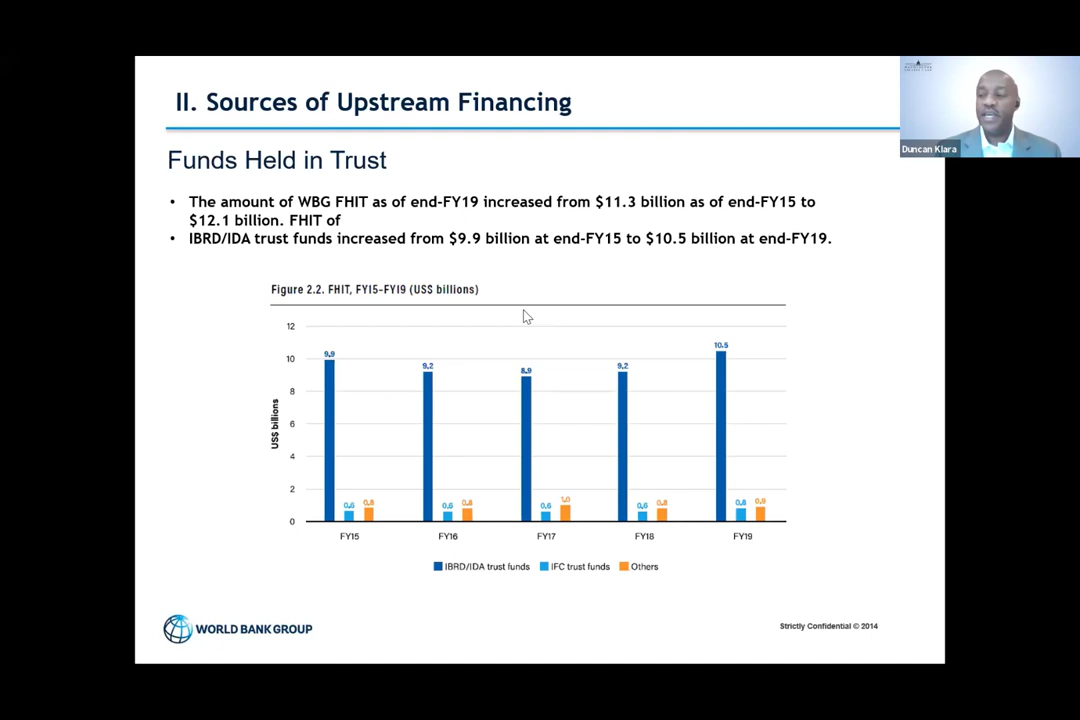 II. Sources of Upstream Financing
Duncan Klara
Funds Held in Trust
• The amount of WBG FHIT as of end-FY19 increased from $11.3 billion as of end-FY15 to
$12.1 billion. FHIT of
• IBRD/IDA trust funds increased from $9.9 billion at end-FY15 to $10.5 billion at end-FY19.
Figure 2.2. FHIT, FY15-FY19 (US$ billions)
US$ billions
12
10
8
6
4
2
0
9.9 0.6 0.8
9.2 0.6 0.8
8.9 0.6 1.0
9.2 0.6 0.8
10.5 0.8 0.9
FY15 FY16 FY17 FY18 FY19
IBRD/IDA trust funds IFC trust funds Others
WORLD BANK GROUP
Strictly Confidential © 2014